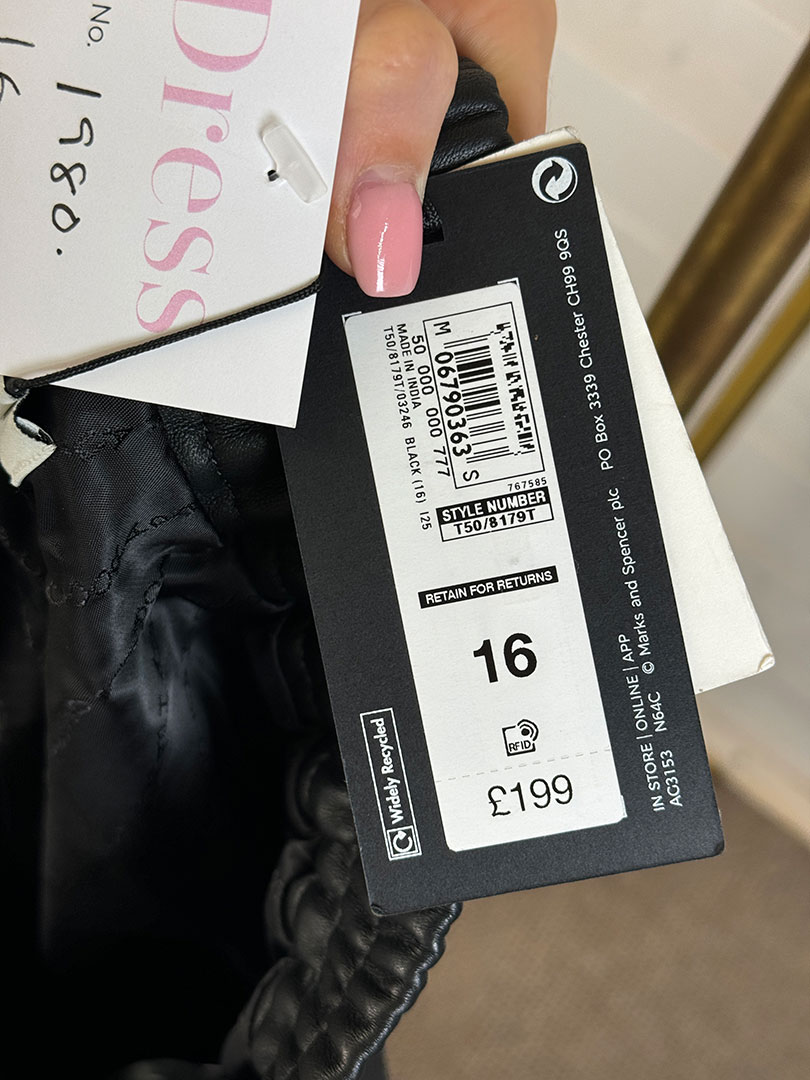 Dress
No. 1980.
16
M 06790363 S
50 000 000 777
MADE IN INDIA
T50/8179T/03246 BLACK (16) I25
767585
STYLE NUMBER
T50/8179T
RETAIN FOR RETURNS
16
RFID
£199
Widely Recycled
IN STORE | ONLINE | APP
AG3153 N64C © Marks and Spencer plc PO Box 3339 Chester CH99 9QS